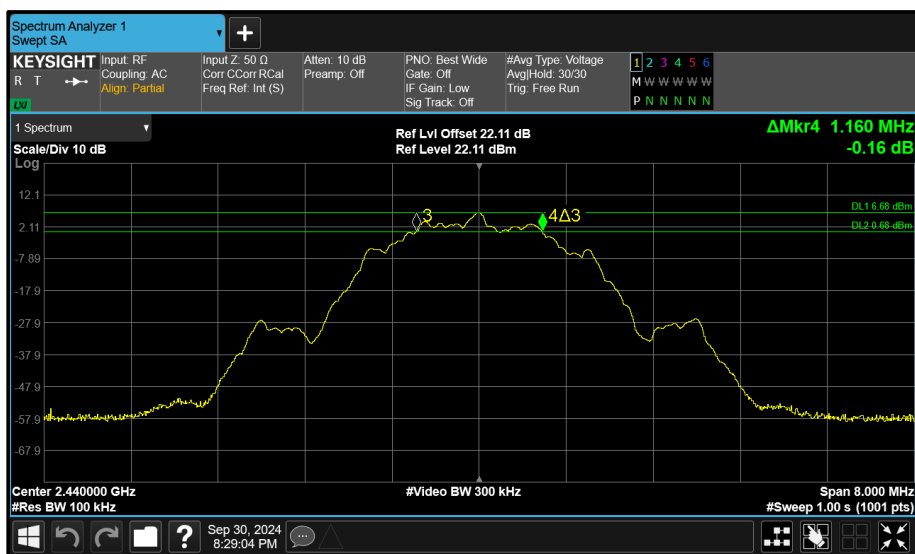 Spectrum Analyzer 1
Swept SA
KEYSIGHT
R T
LXI
Input: RF
Coupling: AC
Align: Partial
Input Z: 50 Ω
Corr CCorr RCal
Freq Ref: Int (S)
Atten: 10 dB
Preamp: Off
PNO: Best Wide
Gate: Off
IF Gain: Low
Sig Track: Off
#Avg Type: Voltage
Avg|Hold: 30/30
Trig: Free Run
1 2 3 4 5 6
M W W W W W
P N N N N N
1 Spectrum
Scale/Div 10 dB
Ref Lvl Offset 22.11 dB
Ref Level 22.11 dBm
ΔMkr4 1.160 MHz
-0.16 dB
Log
12.1
2.11
-7.89
-17.9
-27.9
-37.9
-47.9
-57.9
-67.9
3
4Δ3
DL1 6.68 dBm
DL2 0.68 dBm
Center 2.440000 GHz
#Res BW 100 kHz
#Video BW 300 kHz
Span 8.000 MHz
#Sweep 1.00 s (1001 pts)
?
Sep 30, 2024
8:29:04 PM